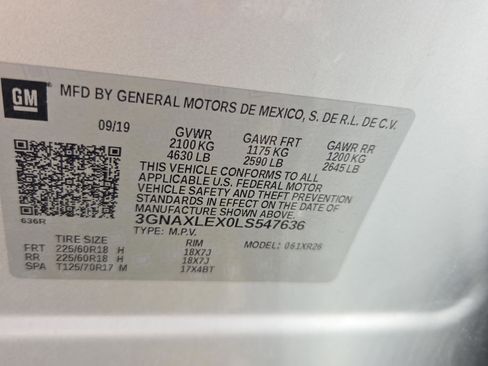 GM
MFD BY GENERAL MOTORS DE MEXICO, S. DE R.L. DE C.V.
09/19 GVWR GAWR FRT GAWR RR
2100 KG 1175 KG 1200 KG
4630 LB 2590 LB 2645 LB
THIS VEHICLE CONFORMS TO ALL
APPLICABLE U.S. FEDERAL MOTOR
VEHICLE SAFETY AND THEFT PREVENTION
STANDARDS IN EFFECT ON THE DATE OF
MANUFACTURE SHOWN ABOVE.
636R
3GNAXLEX0LS547636
TYPE: M.P.V. MODEL: 061XR26
TIRE SIZE RIM
FRT 225/60R18 H 18X7J
RR 225/60R18 H 18X7J
SPA T125/70R17 M 17X4BT